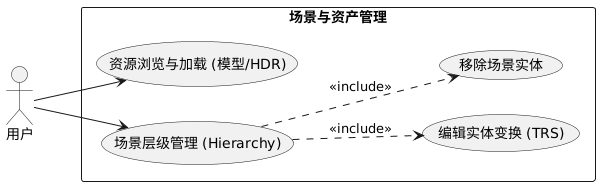 场景与资产管理
资源浏览与加载 (模型/HDR)
移除场景实体
«include»
用户
«include»
编辑实体变换 (TRS)
场景层级管理 (Hierarchy)